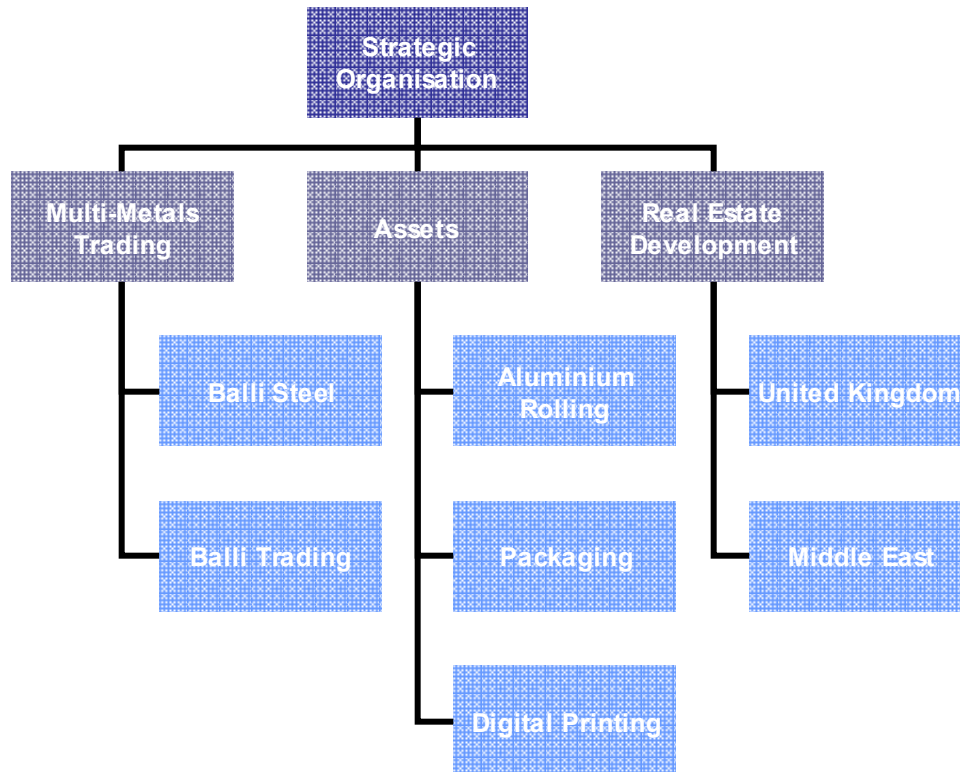 Strategic
Organisation
Multi-Metals
Trading
Assets
Real Estate
Development
Balli Steel
Aluminium
Rolling
United Kingdom
Balli Trading
Packaging
Middle East
Digital Printing